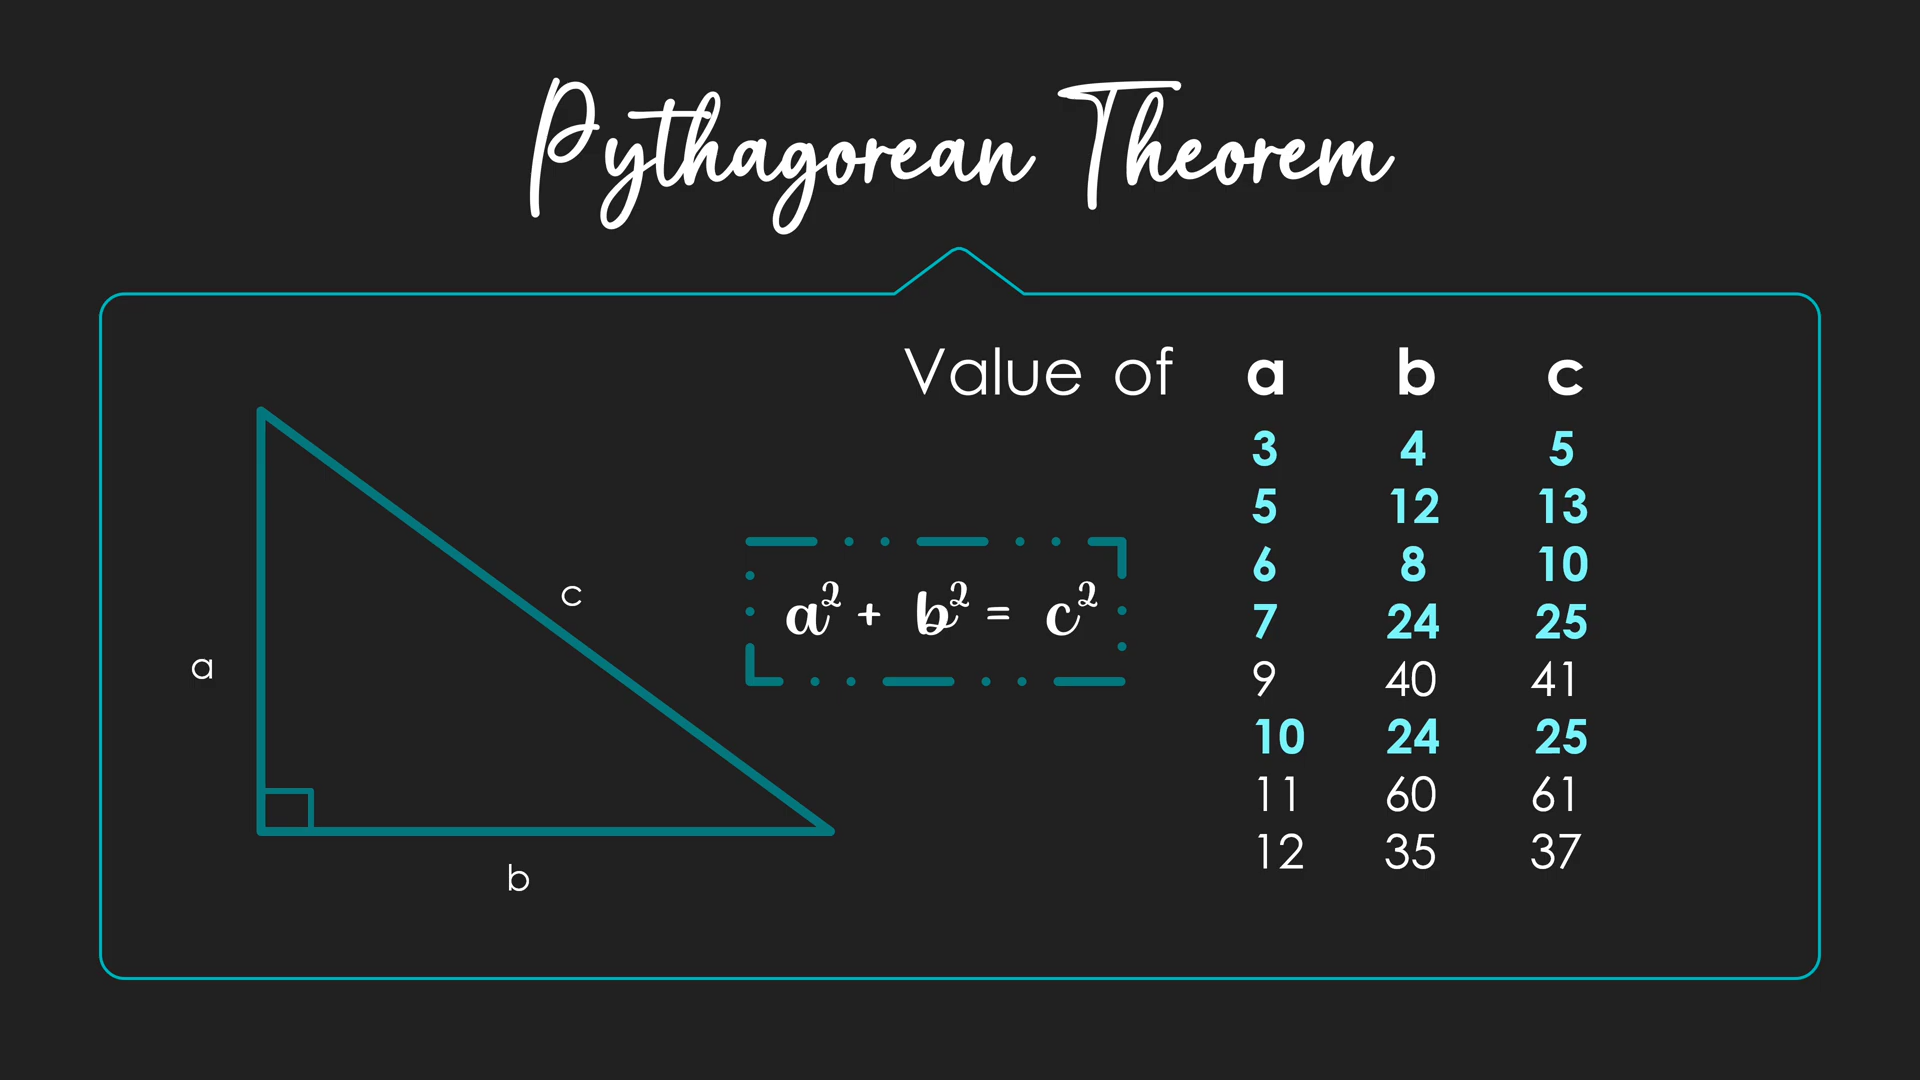 Pythagorean Theorem
Value of a b c
3 4 5
5 12 13
6 8 10
7 24 25
9 40 41
10 24 25
11 60 61
12 35 37
a² + b² = c²
c
a
b